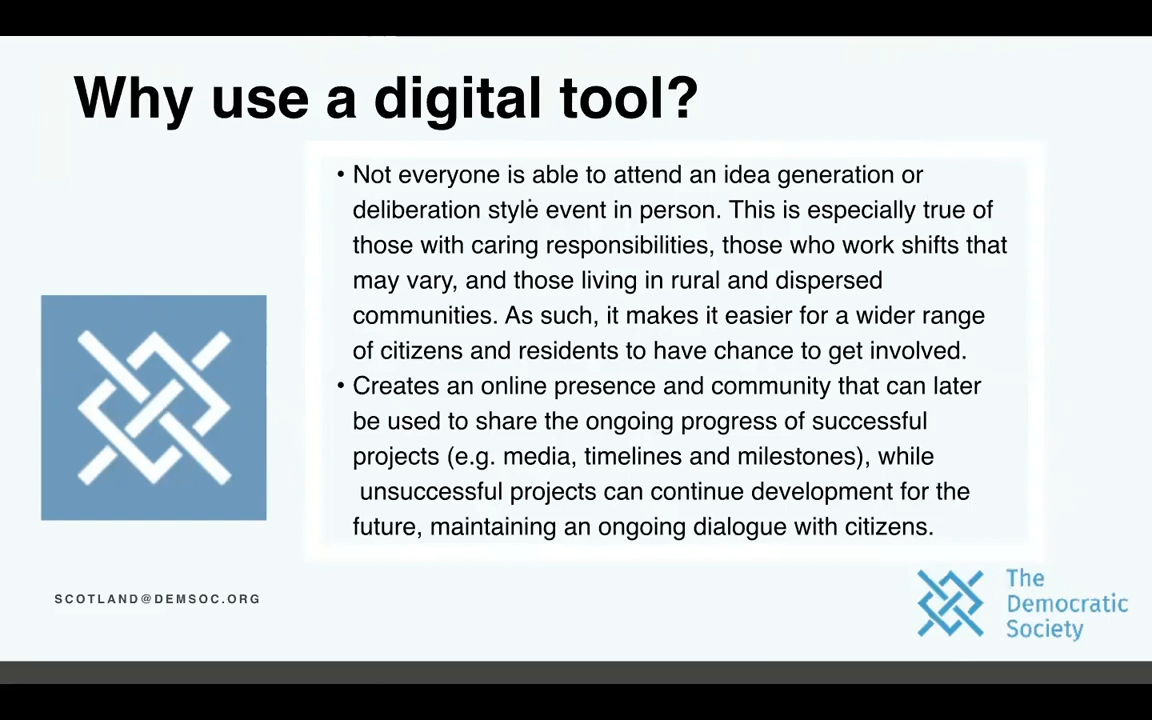 Why use a digital tool?
• Not everyone is able to attend an idea generation or
deliberation style event in person. This is especially true of
those with caring responsibilities, those who work shifts that
may vary, and those living in rural and dispersed
communities. As such, it makes it easier for a wider range
of citizens and residents to have chance to get involved.
• Creates an online presence and community that can later
be used to share the ongoing progress of successful
projects (e.g. media, timelines and milestones), while
unsuccessful projects can continue development for the
future, maintaining an ongoing dialogue with citizens.
SCOTLAND@DEMSOC.ORG
The
Democratic
Society